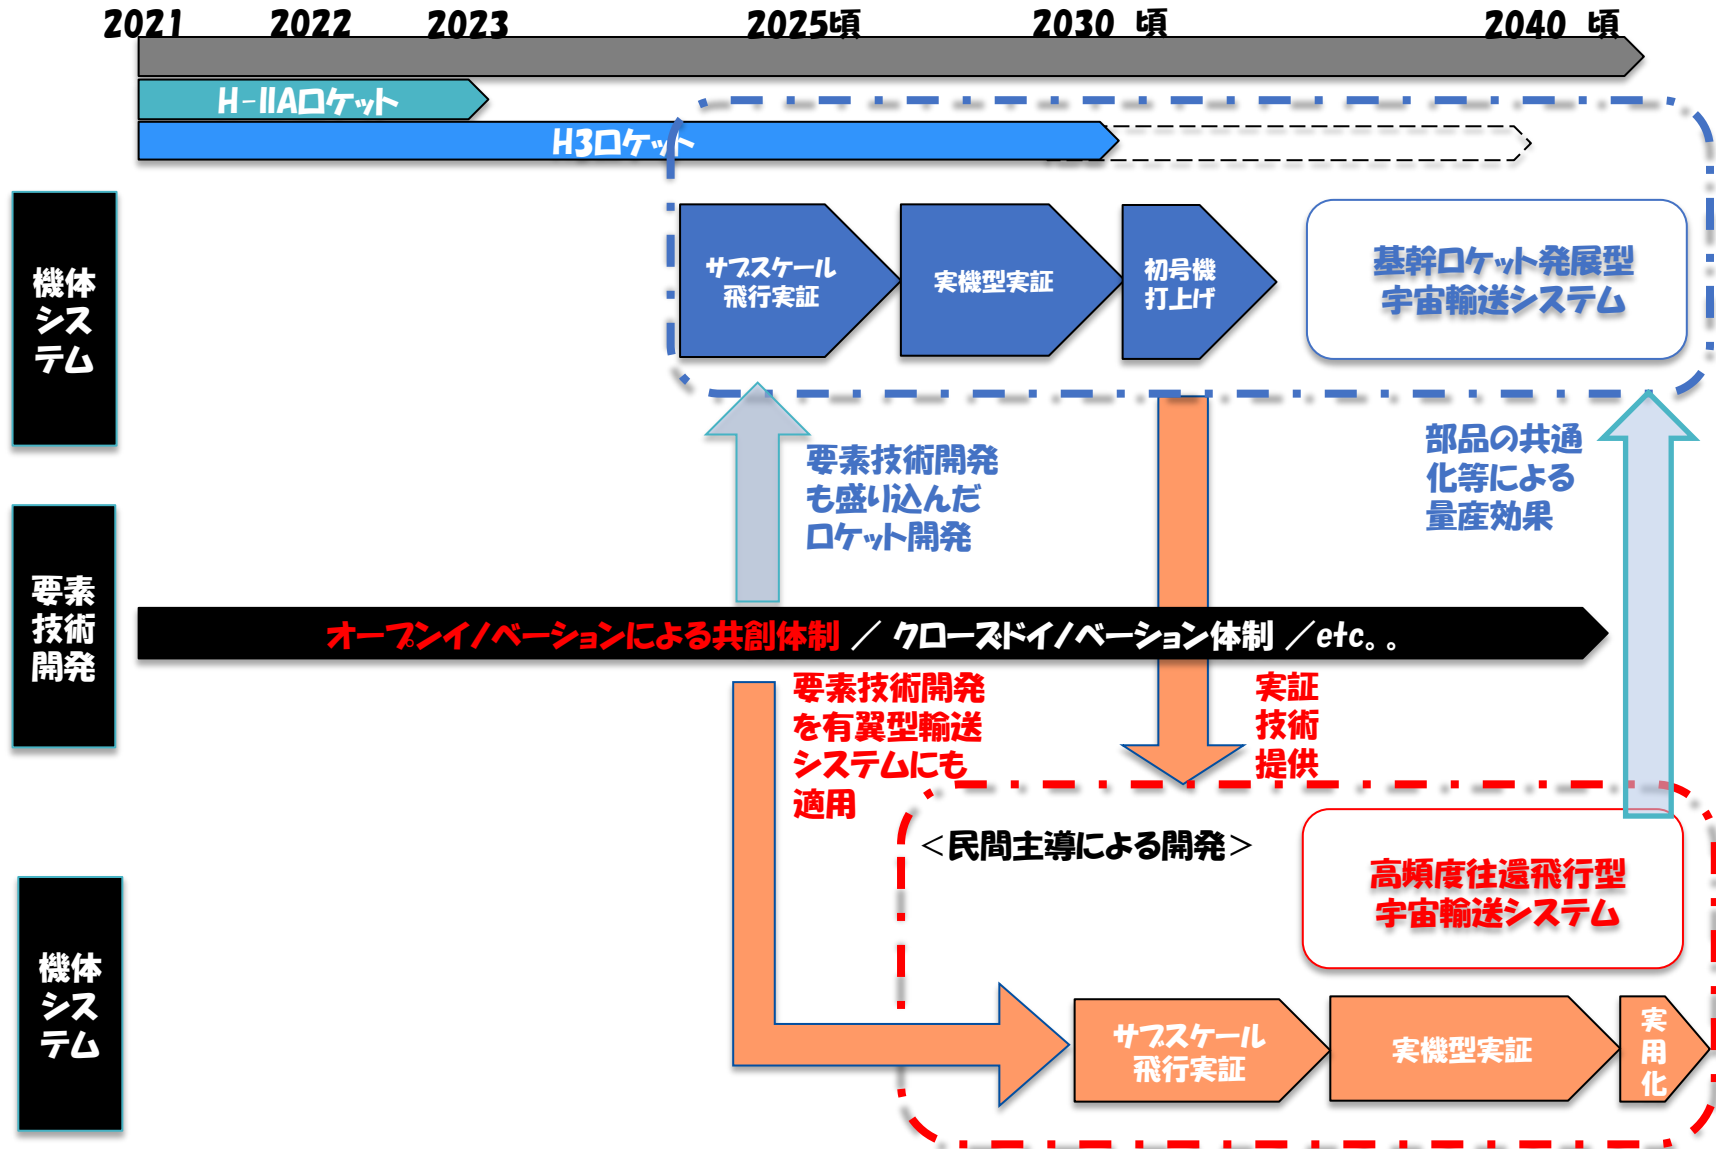 2021
2022
2023
2025頃
2030 頃
2040 頃
H-IIAロケット
H3ロケット
機体
シス
テム
サブスケール
飛行実証
実機型実証
初号機
打上げ
基幹ロケット発展型
宇宙輸送システム
要素技術開発
も盛り込んだ
ロケット開発
部品の共通
化等による
量産効果
要素
技術
開発
オープンイノベーションによる共創体制 ／ クローズドイノベーション体制 ／etc。。
要素技術開発
を有翼型輸送
システムにも
適用
実証
技術
提供
＜民間主導による開発＞
高頻度往還飛行型
宇宙輸送システム
機体
シス
テム
サブスケール
飛行実証
実機型実証
実
用
化